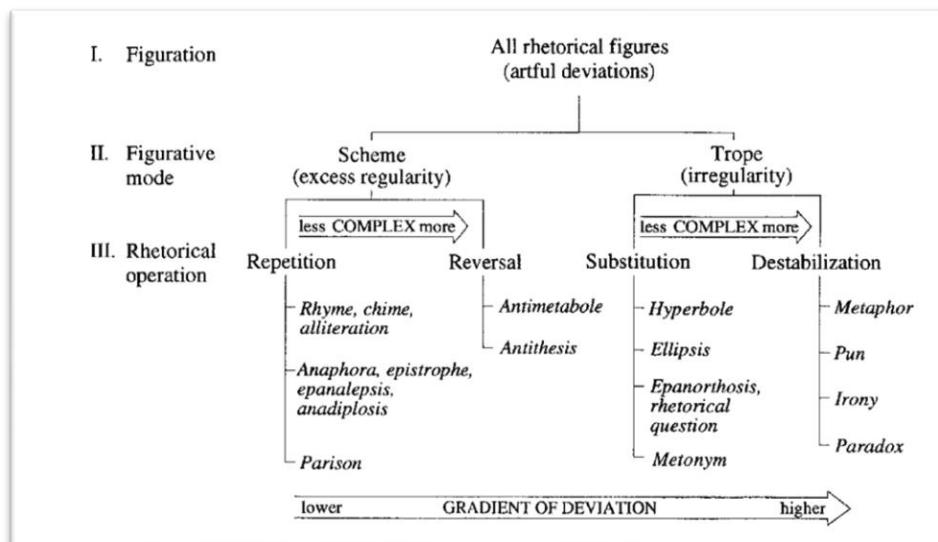 I. Figuration
All rhetorical figures
(artful deviations)
II. Figurative
mode
Scheme
(excess regularity)
Trope
(irregularity)
less COMPLEX more
less COMPLEX more
III. Rhetorical
operation
Repetition
Reversal
Substitution
Destabilization
Rhyme, chime,
alliteration
Anaphora, epistrophe,
epanalepsis,
anadiplosis
Parison
Antimetabole
Antithesis
Hyperbole
Ellipsis
Epanorthosis,
rhetorical
question
Metonym
Metaphor
Pun
Irony
Paradox
lower GRADIENT OF DEVIATION higher